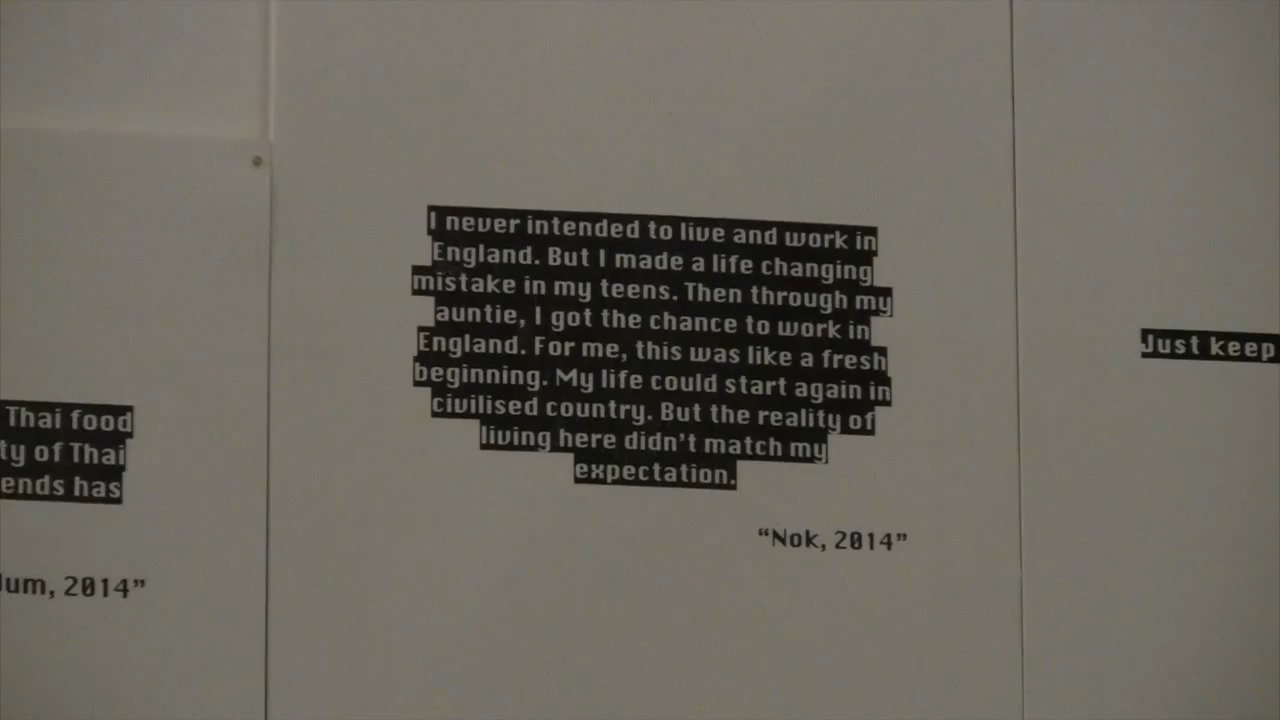 Thai food
ty of Thai
ends has
Jum, 2014”
I never intended to live and work in
England. But I made a life changing
mistake in my teens. Then through my
auntie, I got the chance to work in
England. For me, this was like a fresh
beginning. My life could start again in
civilised country. But the reality of
living here didn’t match my
expectation.
“Nok, 2014”
Just keep